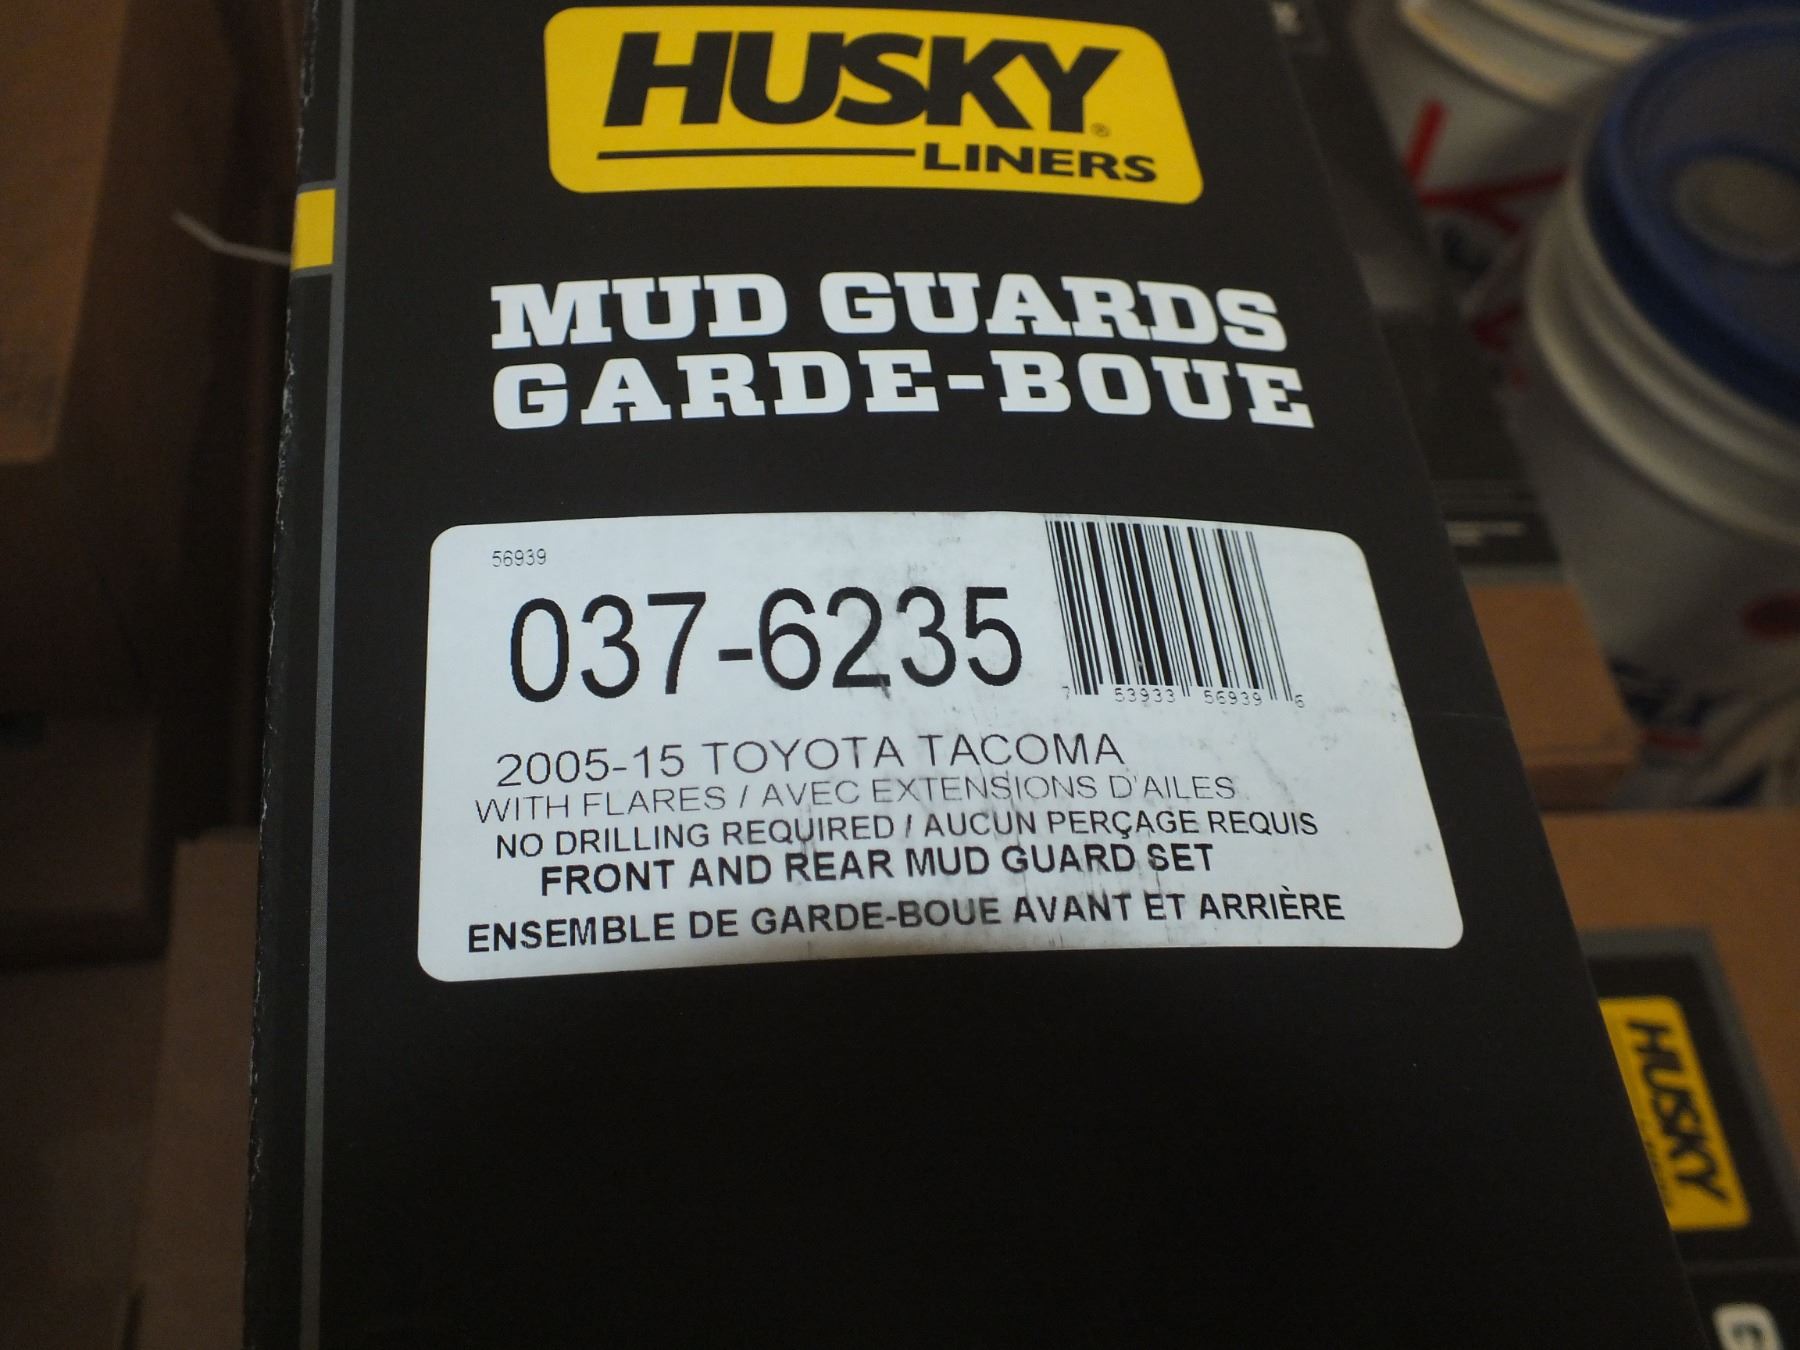 HUSKY®
LINERS
MUD GUARDS
GARDE-BOUE
56939
037-6235
7 53933 56939 6
2005-15 TOYOTA TACOMA
WITH FLARES / AVEC EXTENSIONS D'AILES
NO DRILLING REQUIRED / AUCUN PERÇAGE REQUIS
FRONT AND REAR MUD GUARD SET
ENSEMBLE DE GARDE-BOUE AVANT ET ARRIÈRE
HUSKY